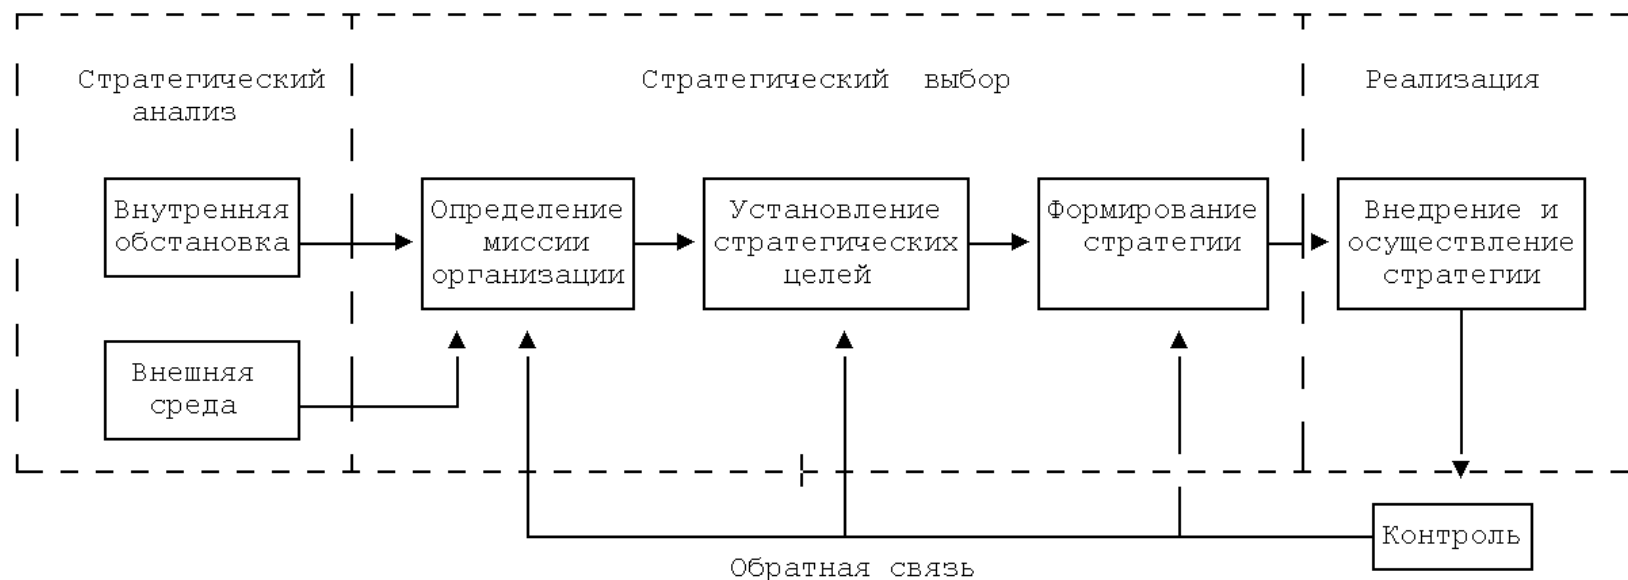 Стратегический
анализ
Стратегический выбор
Реализация
Внутренняя
обстановка
Определение
миссии
организации
Установление
стратегических
целей
Формирование
стратегии
Внедрение и
осуществление
стратегии
Внешняя
среда
Контроль
Обратная связь